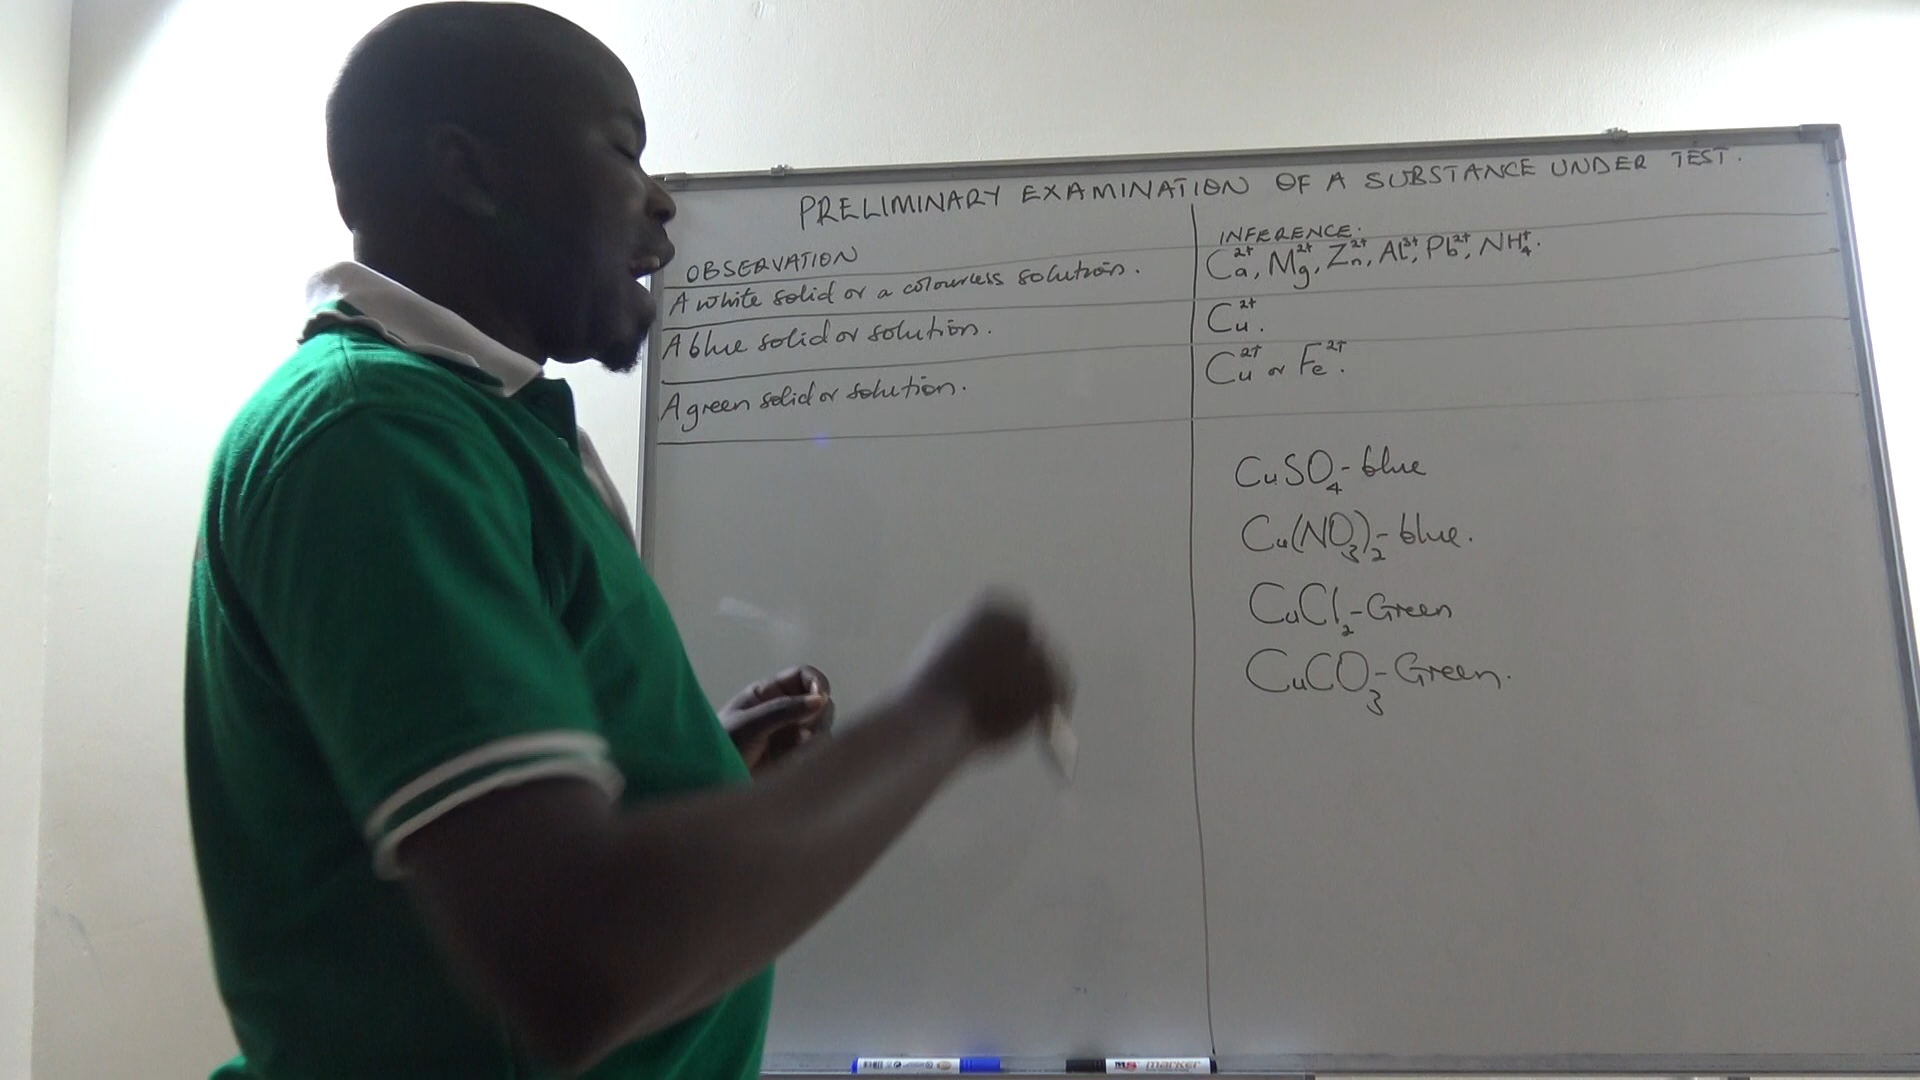 PRELIMINARY EXAMINATION OF A SUBSTANCE UNDER TEST.
OBSERVATION
INFERENCE.
A white solid or a colourless solution.
Ca²⁺, Mg²⁺, Zn²⁺, Al³⁺, Pb²⁺, NH₄⁺.
A blue solid or solution.
Cu²⁺.
A green solid or solution.
Cu²⁺ or Fe²⁺.
CuSO₄ - blue
Cu(NO₃)₂ - blue.
CuCl₂ - Green
CuCO₃ - Green.
MS marker